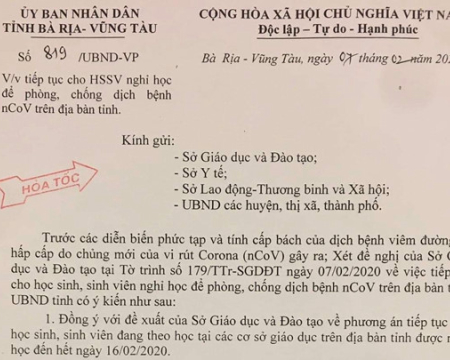 ỦY BAN NHÂN DÂN
TỈNH BÀ RỊA- VŨNG TÀU
CỘNG HÒA XÃ HỘI CHỦ NGHĨA VIỆT
Độc lập – Tự do - Hạnh phúc
Số 819 /UBND-VP
Bà Rịa - Vũng Tàu, ngày 07 tháng 02 năm 20
V/v tiếp tục cho HSSV nghỉ học
để phòng, chống dịch bệnh
nCoV trên địa bàn tỉnh.
Kính gửi:
- Sở Giáo dục và Đào tạo;
- Sở Y tế;
- Sở Lao động-Thương binh và Xã hội;
- UBND các huyện, thị xã, thành phố.
HỎA TỐC
Trước các diễn biến phức tạp và tính cấp bách của dịch bệnh viêm đường
hấp cấp do chủng mới của vi rút Corona (nCoV) gây ra; Xét đề nghị của Sở
dục và Đào tạo tại Tờ trình số 179/TTr-SGDĐT ngày 07/02/2020 về việc tiếp
cho học sinh, sinh viên nghỉ học để phòng, chống dịch bệnh nCoV trên địa bàn
UBND tỉnh có ý kiến như sau:
1. Đồng ý với đề xuất của Sở Giáo dục và Đào tạo về phương án tiếp tục
học sinh, sinh viên đang theo học tại các cơ sở giáo dục trên địa bàn tỉnh được
học đến hết ngày 16/02/2020.